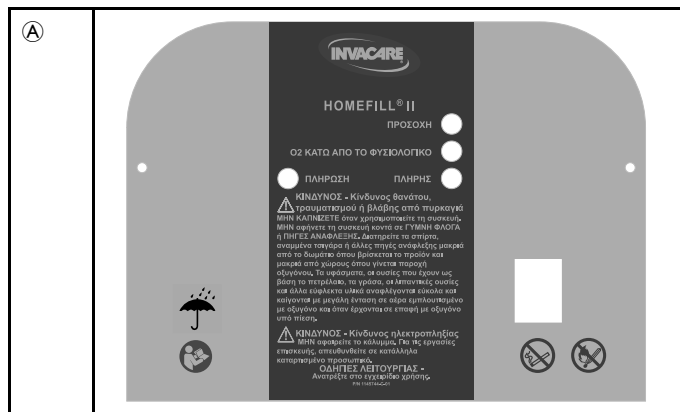 Ⓐ
INVACARE®
HOMEFILL® II
ΠΡΟΣΟΧΗ
O2 ΚΑΤΩ ΑΠΟ ΤΟ ΦΥΣΙΟΛΟΓΙΚΟ
ΠΛΗΡΩΣΗ ΠΛΗΡΗΣ
ΚΙΝΔΥΝΟΣ - Κίνδυνος θανάτου,
τραυματισμού ή βλάβης από πυρκαγιά
ΜΗΝ ΚΑΠΝΙΖΕΤΕ όταν χρησιμοποιείτε τη συσκευή.
ΜΗΝ αφήνετε τη συσκευή κοντά σε ΓΥΜΝΗ ΦΛΟΓΑ
ή ΠΗΓΕΣ ΑΝΑΦΛΕΞΗΣ. Διατηρείτε τα σπίρτα,
αναμμένα τσιγάρα ή άλλες πηγές ανάφλεξης μακριά
από το δωμάτιο όπου βρίσκεται το προϊόν και
μακριά από χώρους όπου γίνεται παροχή
οξυγόνου. Τα υφάσματα, οι ουσίες που έχουν ως
βάση το πετρέλαιο, τα γράσα, οι λιπαντικές ουσίες
και άλλα εύφλεκτα υλικά αναφλέγονται εύκολα και
καίγονται με μεγάλη ένταση σε αέρα εμπλουτισμένο
με οξυγόνο και όταν έρχονται σε επαφή με οξυγόνο
υπό πίεση.
ΚΙΝΔΥΝΟΣ - Κίνδυνος ηλεκτροπληξίας
ΜΗΝ αφαιρείτε το κάλυμμα. Για τις εργασίες
επισκευής, απευθυνθείτε σε κατάλληλα
καταρτισμένο προσωπικό.
ΟΔΗΓΙΕΣ ΛΕΙΤΟΥΡΓΙΑΣ -
Ανατρέξτε στο εγχειρίδιο χρήσης.